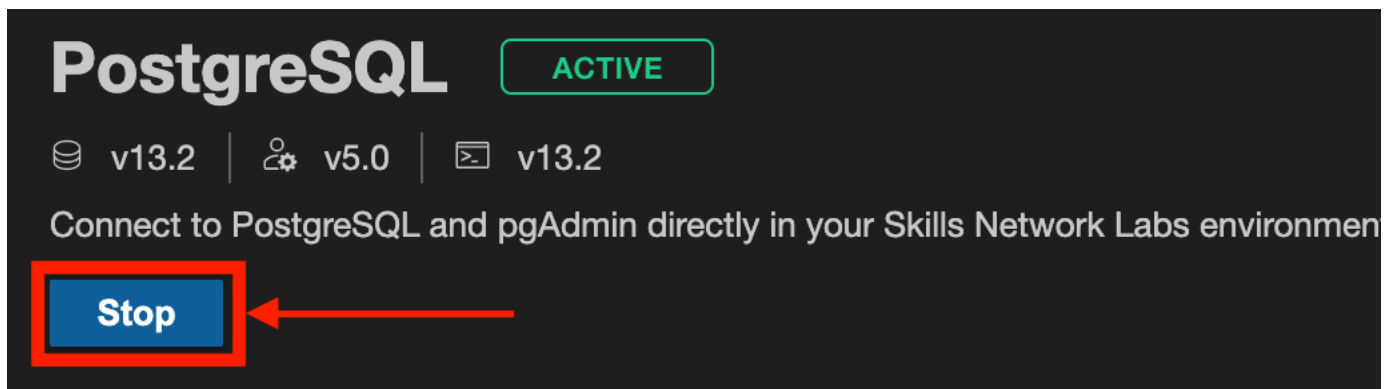 PostgreSQL ACTIVE
v13.2 v5.0 v13.2
Connect to PostgreSQL and pgAdmin directly in your Skills Network Labs environmen
Stop